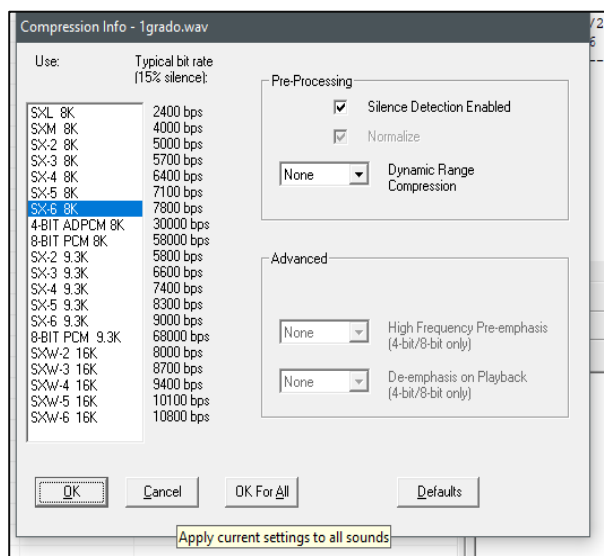 Compression Info - 1grado.wav
/2
6
Use:
Typical bit rate
(15% silence):
SXL 8K 2400 bps
SXM 8K 4000 bps
SX-2 8K 5000 bps
SX-3 8K 5700 bps
SX-4 8K 6400 bps
SX-5 8K 7100 bps
SX-6 8K 7800 bps
4-BIT ADPCM 8K 30000 bps
8-BIT PCM 8K 58000 bps
SX-2 9.3K 5800 bps
SX-3 9.3K 6600 bps
SX-4 9.3K 7400 bps
SX-5 9.3K 8300 bps
SX-6 9.3K 9000 bps
8-BIT PCM 9.3K 68000 bps
SXW-2 16K 8000 bps
SXW-3 16K 8700 bps
SXW-4 16K 9400 bps
SXW-5 16K 10100 bps
SXW-6 16K 10800 bps
Pre-Processing
Silence Detection Enabled
Normalize
None
Dynamic Range
Compression
Advanced
None
High Frequency Pre-emphasis
(4-bit/8-bit only)
None
De-emphasis on Playback
(4-bit/8-bit only)
OK
Cancel
OK For All
Defaults
Apply current settings to all sounds